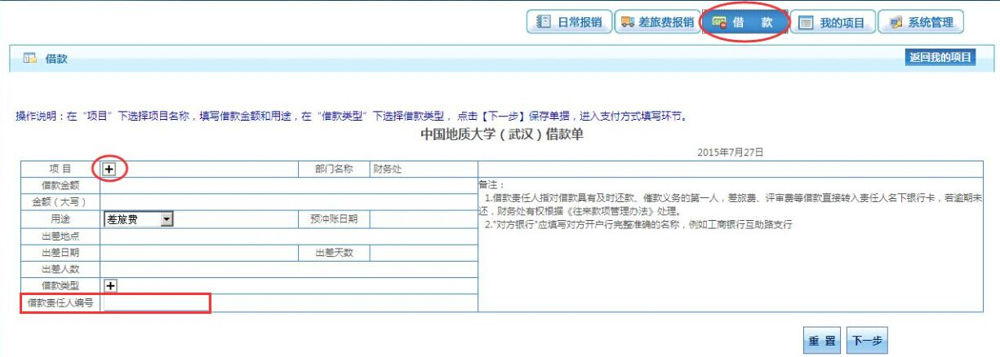 日常报销 差旅费报销 借 款 我的项目 系统管理
借款 返回我的项目
操作说明：在“项目”下选择项目名称，填写借款金额和用途，在“借款类型”下选择借款类型， 点击【下一步】保存单据，进入支付方式填写环节。
中国地质大学（武汉）借款单
2015年7月27日
项 目 部门名称 财务处
借款金额
金额（大写）
用途 差旅费 预冲账日期
出差地点
出差日期 出差天数
出差人数
借款类型
借款责任人编号
备注：
1.借款责任人指对借款具有及时还款、催款义务的第一人，差旅费、评审费等借款直接转入责任人名下银行卡，若逾期未
还，财务处有权根据《往来款项管理办法》处理。
2."对方银行"应填写对方开户行完整准确的名称，例如工商银行互助路支行
重 置 下一步